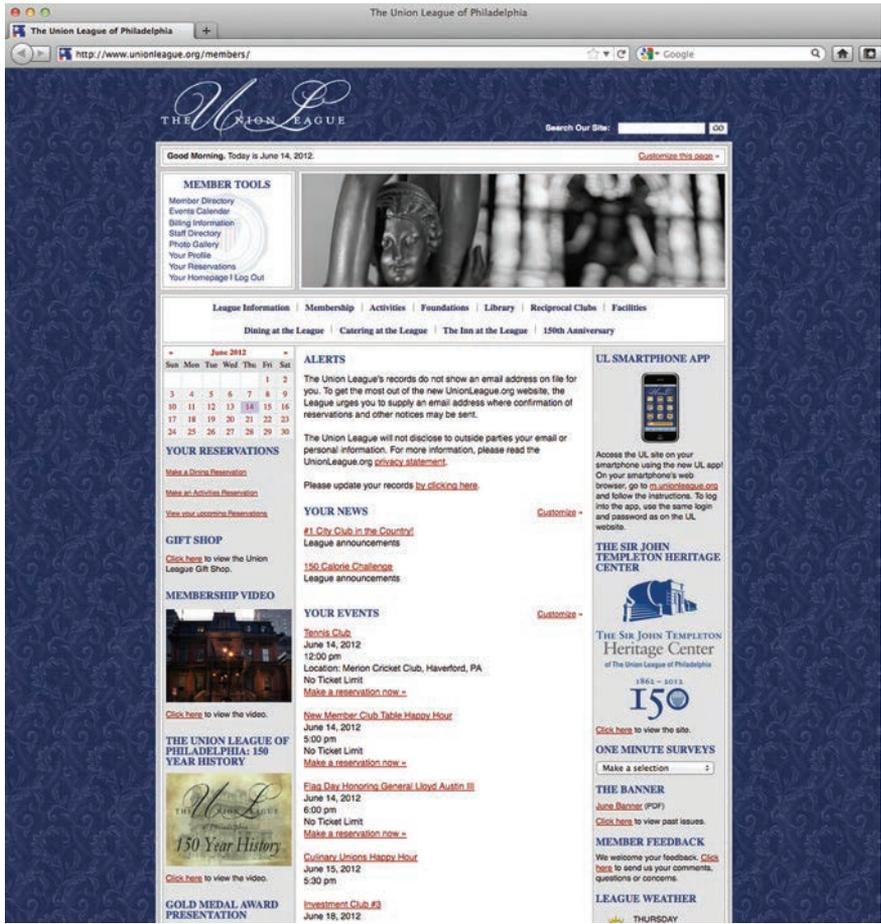 The Union League of Philadelphia
The Union League of Philadelphia
http://www.unionleague.org/members/
Google
THE UNION LEAGUE
Search Our Site:
GO
Good Morning. Today is June 14, 2012.
Customize this page »
MEMBER TOOLS
Member Directory
Events Calendar
Billing Information
Staff Directory
Photo Gallery
Your Profile
Your Reservations
Your Homepage | Log Out
League Information | Membership | Activities | Foundations | Library | Reciprocal Clubs | Facilities
Dining at the League | Catering at the League | The Inn at the League | 150th Anniversary
« June 2012 »
Sun Mon Tue Wed Thu Fri Sat
1 2
3 4 5 6 7 8 9
10 11 12 13 14 15 16
17 18 19 20 21 22 23
24 25 26 27 28 29 30
YOUR RESERVATIONS
Make a Dining Reservation
Make an Activities Reservation
View your upcoming Reservations
GIFT SHOP
Click here to view the Union
League Gift Shop.
MEMBERSHIP VIDEO
Click here to view the video.
THE UNION LEAGUE OF
PHILADELPHIA: 150
YEAR HISTORY
THE UNION LEAGUE
of Philadelphia
150 Year History
Click here to view the video.
GOLD MEDAL AWARD
PRESENTATION
ALERTS
The Union League's records do not show an email address on file for
you. To get the most out of the new UnionLeague.org website, the
League urges you to supply an email address where confirmation of
reservations and other notices may be sent.
The Union League will not disclose to outside parties your email or
personal information. For more information, please read the
UnionLeague.org privacy statement.
Please update your records by clicking here.
YOUR NEWS
Customize »
#1 City Club in the Country!
League announcements
150 Calorie Challenge
League announcements
YOUR EVENTS
Customize »
Tennis Club
June 14, 2012
12:00 pm
Location: Merion Cricket Club, Haverford, PA
No Ticket Limit
Make a reservation now »
New Member Club Table Happy Hour
June 14, 2012
5:00 pm
No Ticket Limit
Make a reservation now »
Flag Day Honoring General Lloyd Austin III
June 14, 2012
6:00 pm
No Ticket Limit
Make a reservation now »
Culinary Unions Happy Hour
June 15, 2012
5:30 pm
Investment Club #3
June 18, 2012
UL SMARTPHONE APP
Access the UL site on your
smartphone using the new UL app!
On your smartphone's web
browser, go to m.unionleague.org
and follow the instructions. To log
into the app, use the same login
and password as on the UL
website.
THE SIR JOHN
TEMPLETON HERITAGE
CENTER
THE SIR JOHN TEMPLETON
Heritage Center
of The Union League of Philadelphia
1862 – 2012
150
Click here to view the site.
ONE MINUTE SURVEYS
Make a selection
THE BANNER
June Banner (PDF)
Click here to view past issues.
MEMBER FEEDBACK
We welcome your feedback. Click
here to send us your comments,
questions or concerns.
LEAGUE WEATHER
THURSDAY